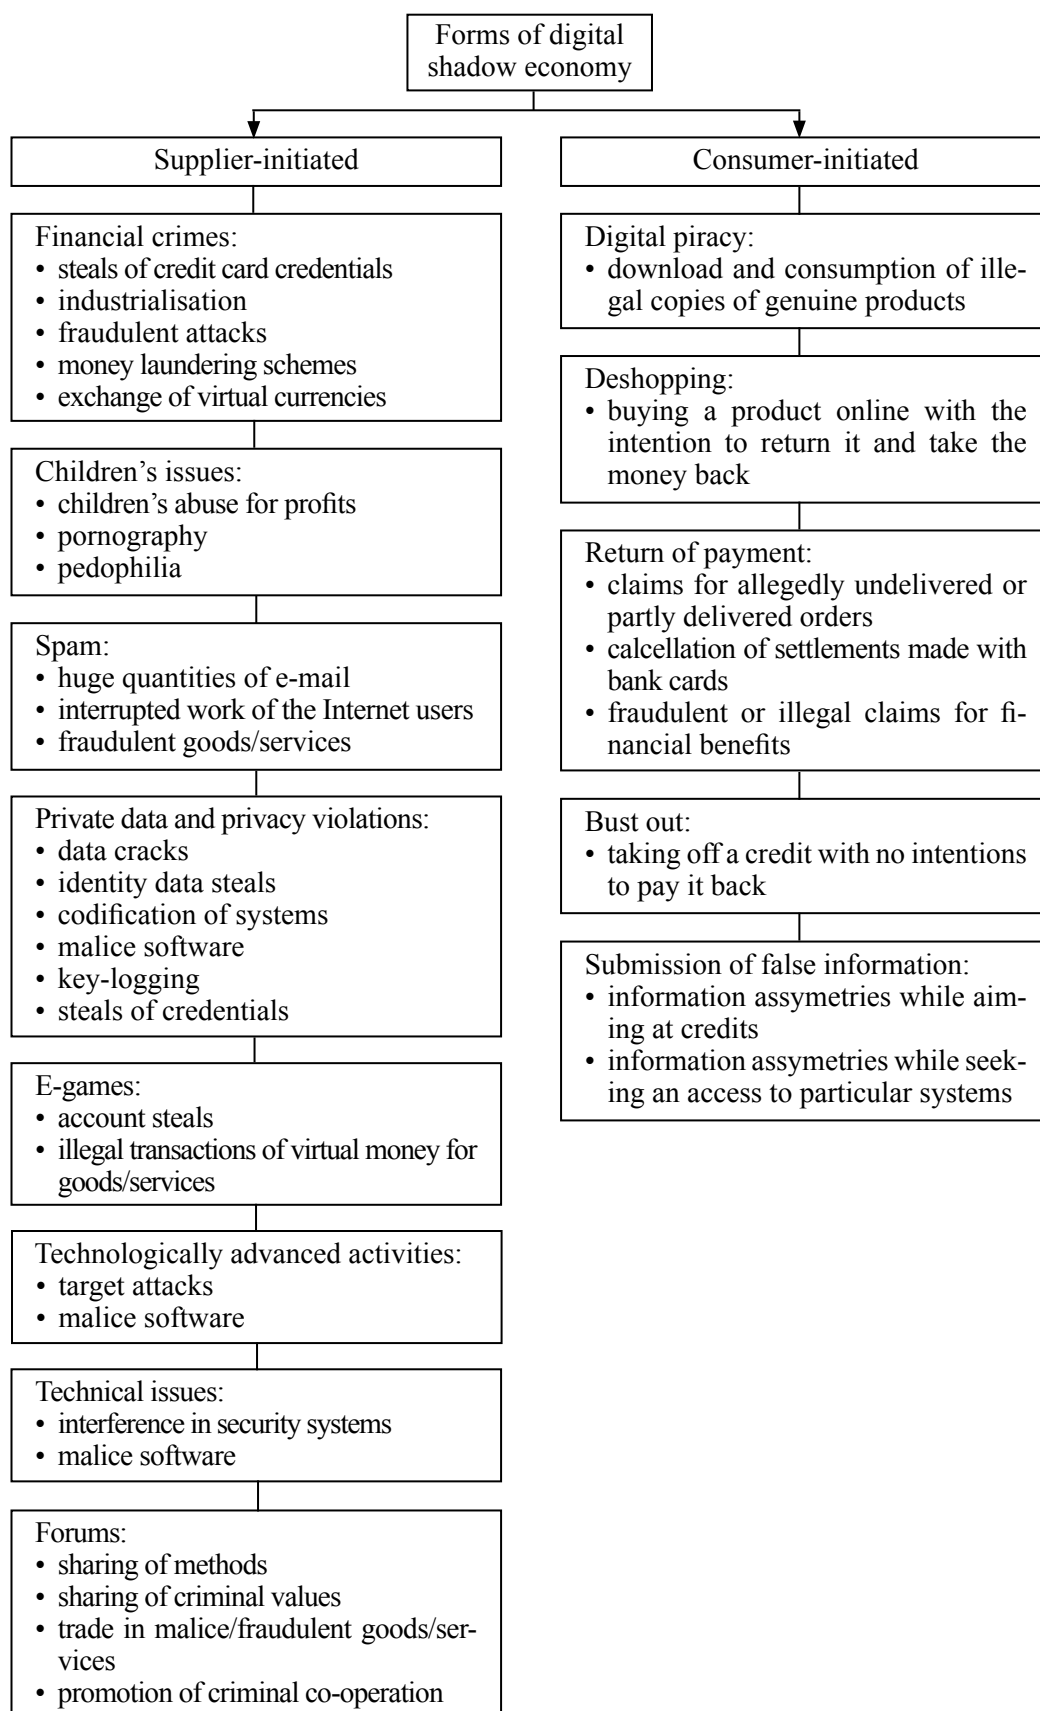 Forms of digital
shadow economy
Supplier-initiated
Financial crimes:
• steals of credit card credentials
• industrialisation
• fraudulent attacks
• money laundering schemes
• exchange of virtual currencies
Children’s issues:
• children’s abuse for profits
• pornography
• pedophilia
Spam:
• huge quantities of e-mail
• interrupted work of the Internet users
• fraudulent goods/services
Private data and privacy violations:
• data cracks
• identity data steals
• codification of systems
• malice software
• key-logging
• steals of credentials
E-games:
• account steals
• illegal transactions of virtual money for
goods/services
Technologically advanced activities:
• target attacks
• malice software
Technical issues:
• interference in security systems
• malice software
Forums:
• sharing of methods
• sharing of criminal values
• trade in malice/fraudulent goods/ser-
vices
• promotion of criminal co-operation
Consumer-initiated
Digital piracy:
• download and consumption of ille-
gal copies of genuine products
Deshopping:
• buying a product online with the
intention to return it and take the
money back
Return of payment:
• claims for allegedly undelivered or
partly delivered orders
• calcellation of settlements made with
bank cards
• fraudulent or illegal claims for fi-
nancial benefits
Bust out:
• taking off a credit with no intentions
to pay it back
Submission of false information:
• information assymetries while aim-
ing at credits
• information assymetries while seek-
ing an access to particular systems